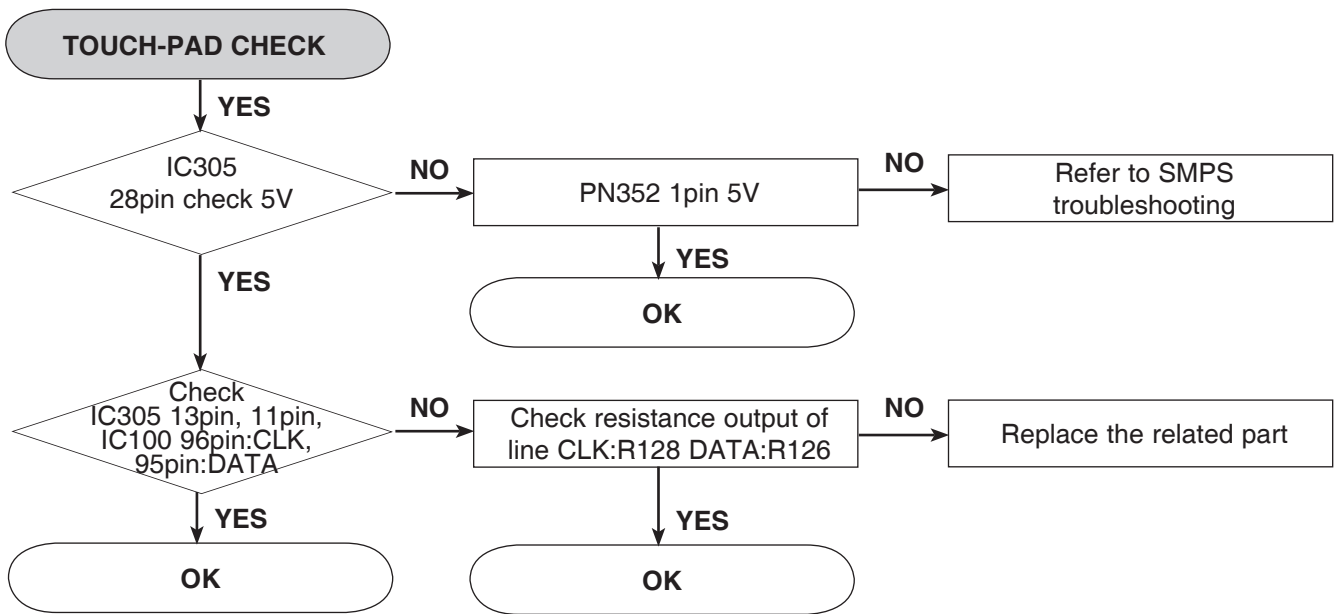 TOUCH-PAD CHECK
YES
IC305
28pin check 5V
NO
PN352 1pin 5V
NO
Refer to SMPS
troubleshooting
YES
OK
YES
Check
IC305 13pin, 11pin,
IC100 96pin:CLK,
95pin:DATA
NO
Check resistance output of
line CLK:R128 DATA:R126
NO
Replace the related part
YES
OK
YES
OK